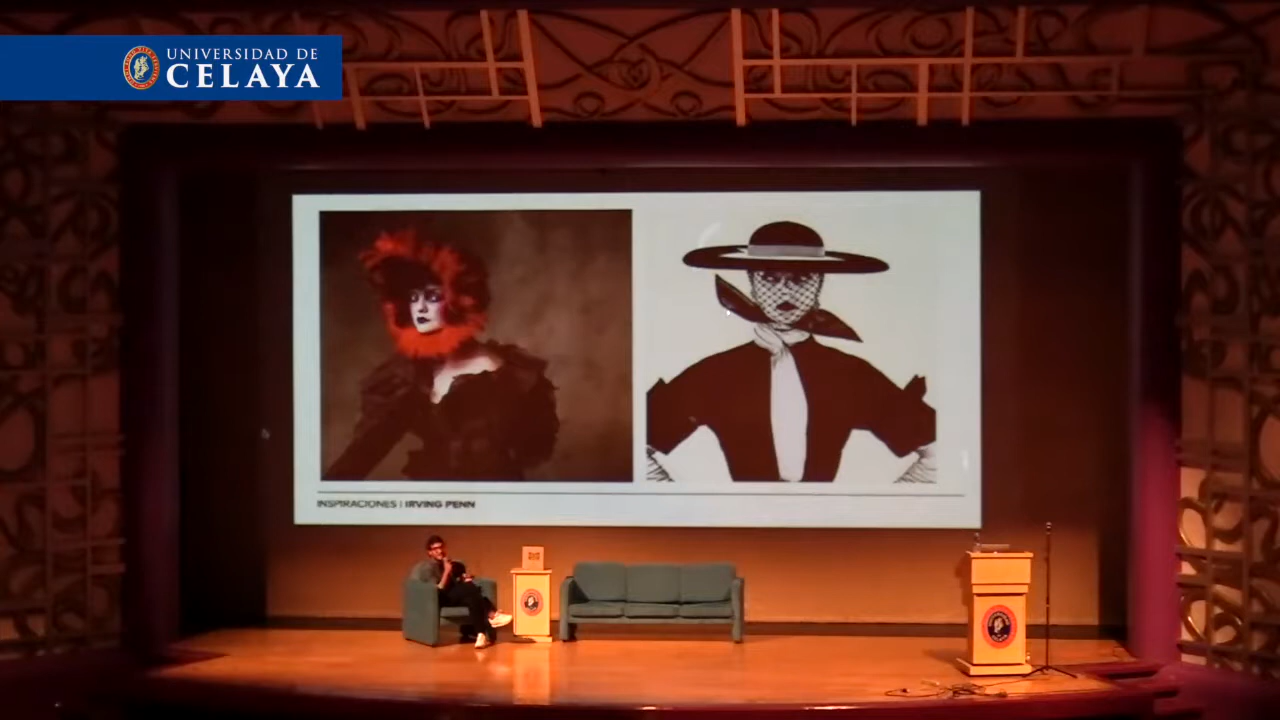 UNIVERSIDAD DE
CELAYA
INSPIRACIONES | IRVING PENN